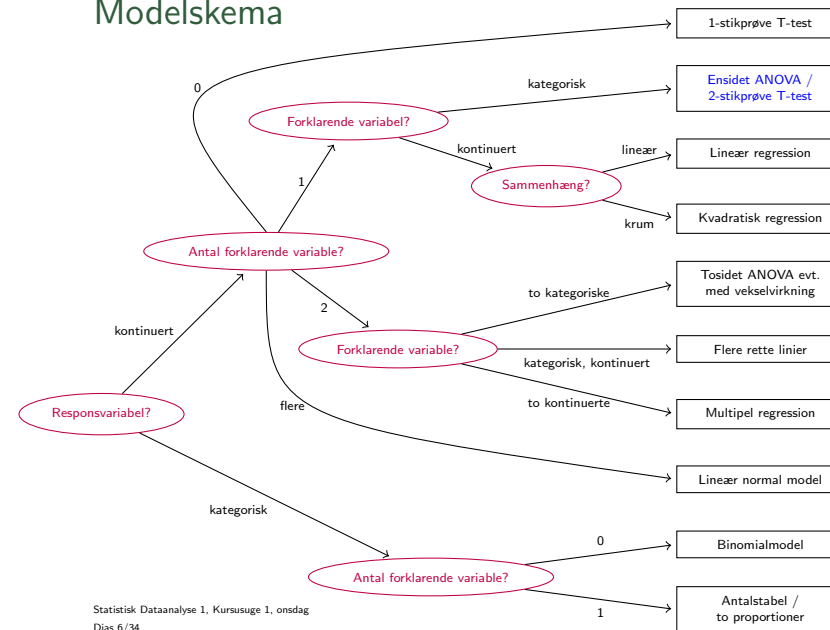 Modelskema
1-stikprøve T-test
0
kategorisk
Ensidet ANOVA /
2-stikprøve T-test
Forklarende variabel?
kontinuert
lineær
Lineær regression
1
Sammenhæng?
krum
Kvadratisk regression
Antal forklarende variable?
Tosidet ANOVA evt.
med vekselvirkning
to kategoriske
2
kontinuert
Forklarende variable?
Flere rette linier
kategorisk, kontinuert
flere
to kontinuerte
Responsvariabel?
Multipel regression
Lineær normal model
kategorisk
0
Binomialmodel
Antal forklarende variable?
1
Antalstabel /
to proportioner
Statistisk Dataanalyse 1, Kursusuge 1, onsdag
Dias 6/34